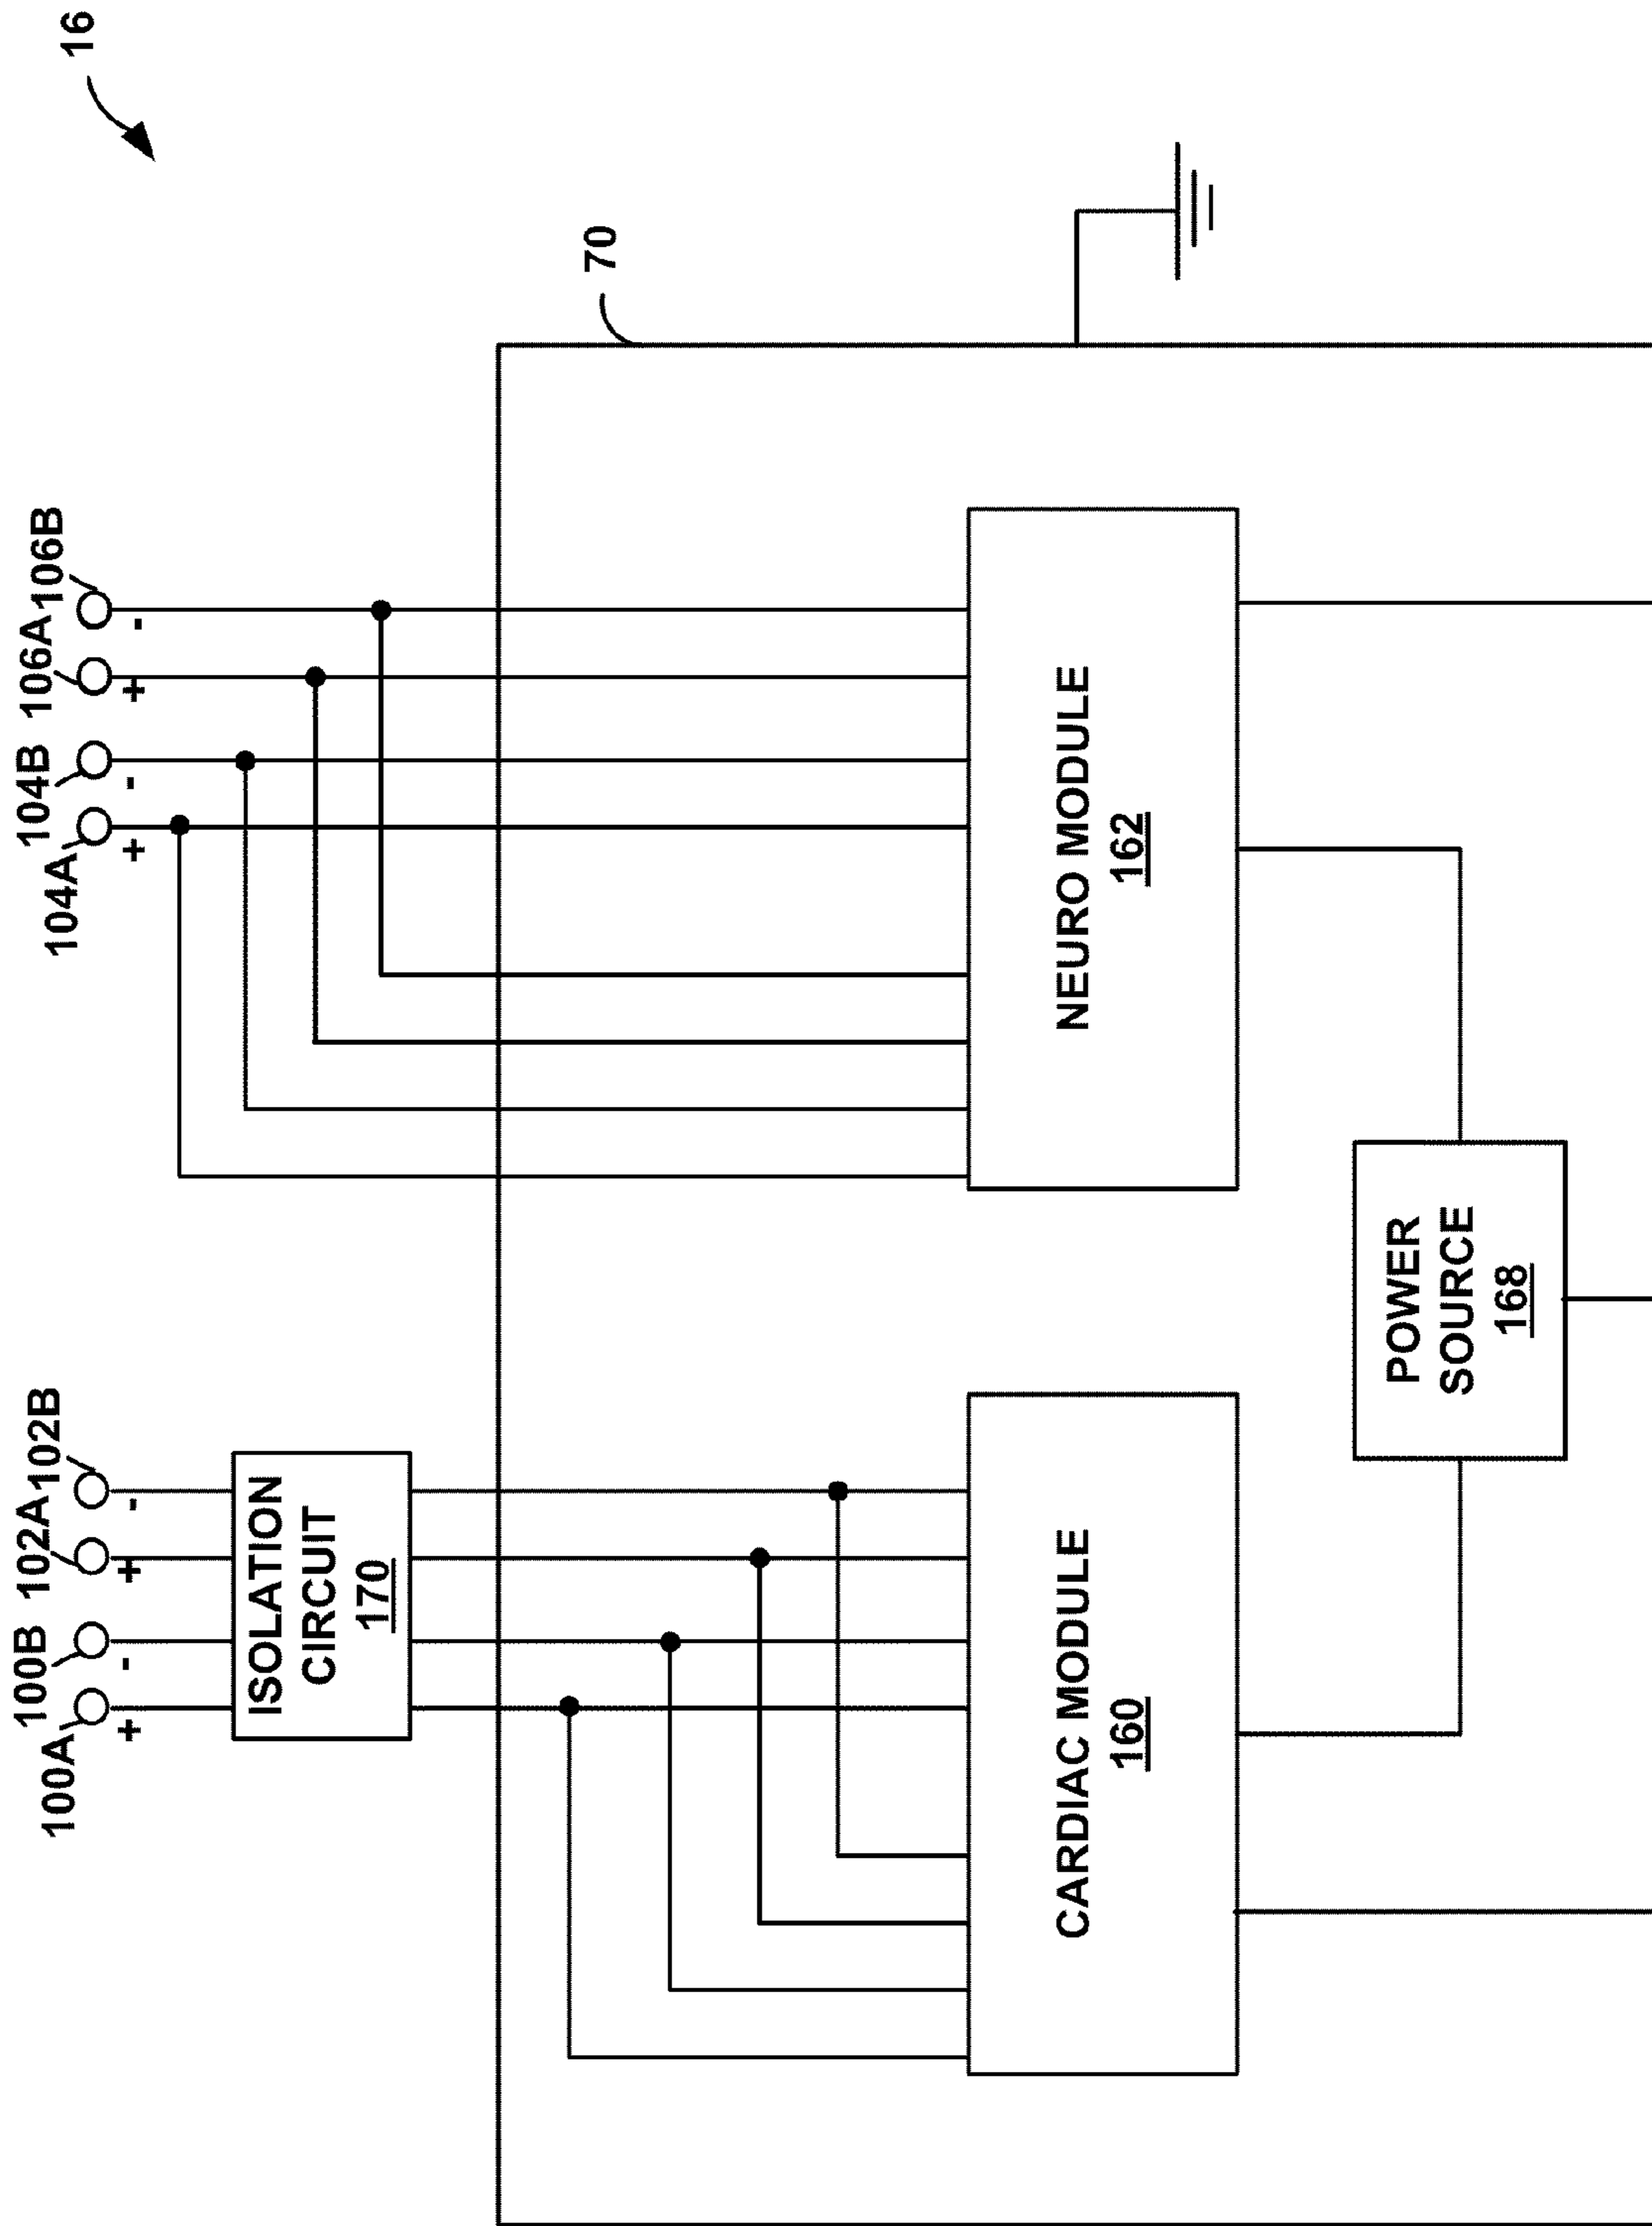 16
70
100A
100B
102A
102B
104A
104B
106A
106B
+
-
+
-
+
-
+
-
ISOLATION
CIRCUIT
170
CARDIAC MODULE
160
NEURO MODULE
162
POWER
SOURCE
168